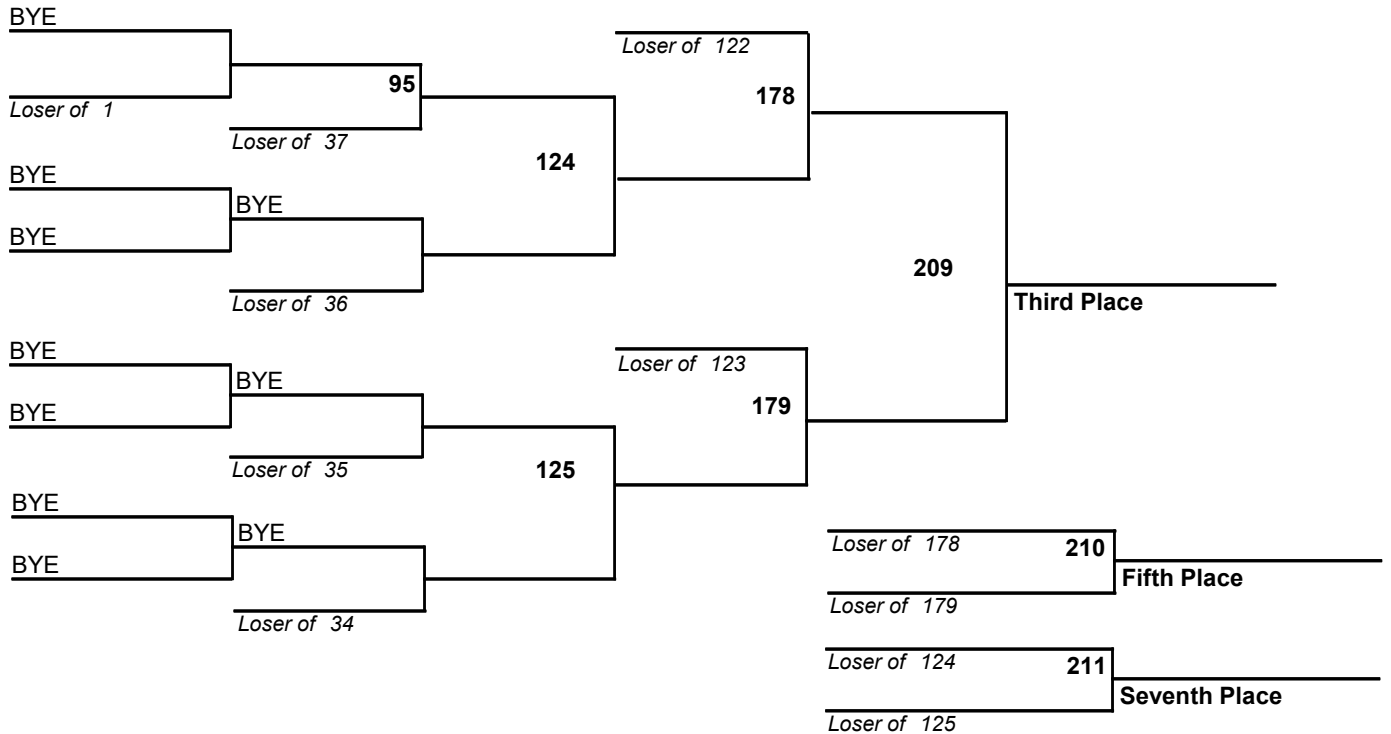 BYE
Loser of 122
95
178
Loser of 1
Loser of 37
124
BYE
BYE
BYE
209
Loser of 36
Third Place
BYE
Loser of 123
BYE
179
BYE
Loser of 35
125
BYE
BYE
Loser of 178
210
BYE
Fifth Place
Loser of 179
Loser of 34
Loser of 124
211
Seventh Place
Loser of 125